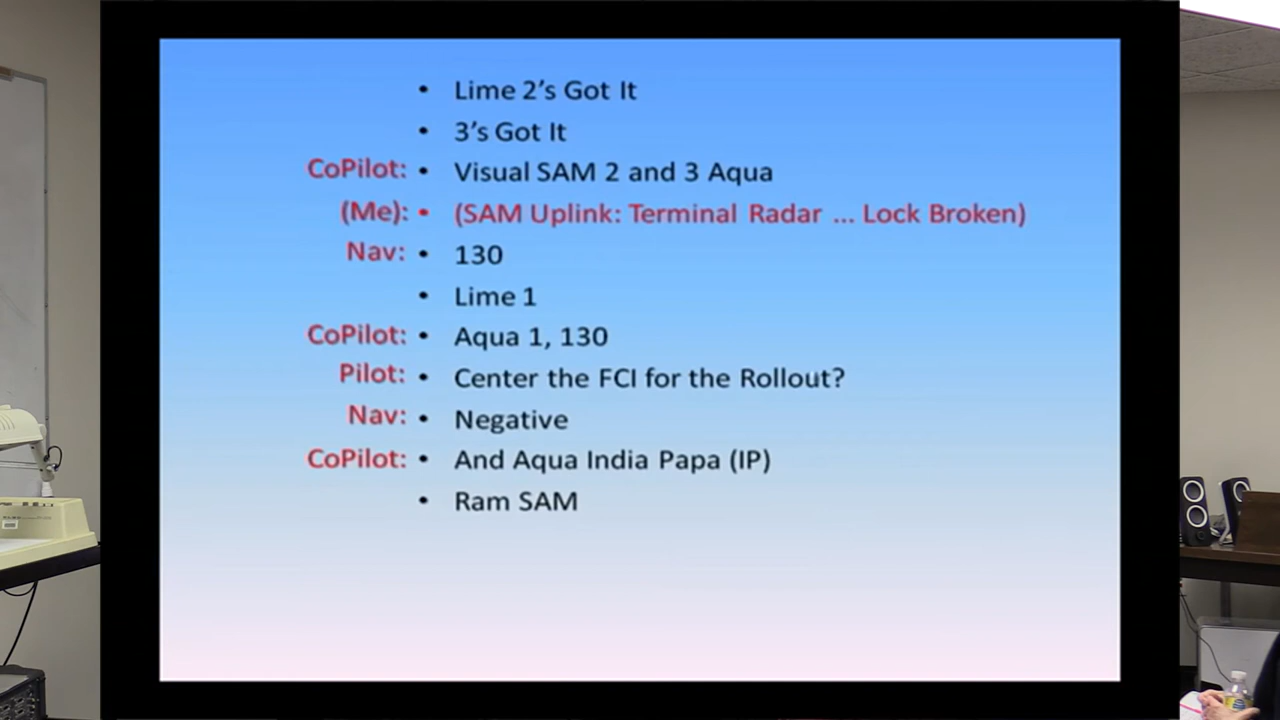 • Lime 2's Got It
• 3's Got It
CoPilot: • Visual SAM 2 and 3 Aqua
(Me): • (SAM Uplink: Terminal Radar ... Lock Broken)
Nav: • 130
• Lime 1
CoPilot: • Aqua 1, 130
Pilot: • Center the FCI for the Rollout?
Nav: • Negative
CoPilot: • And Aqua India Papa (IP)
• Ram SAM